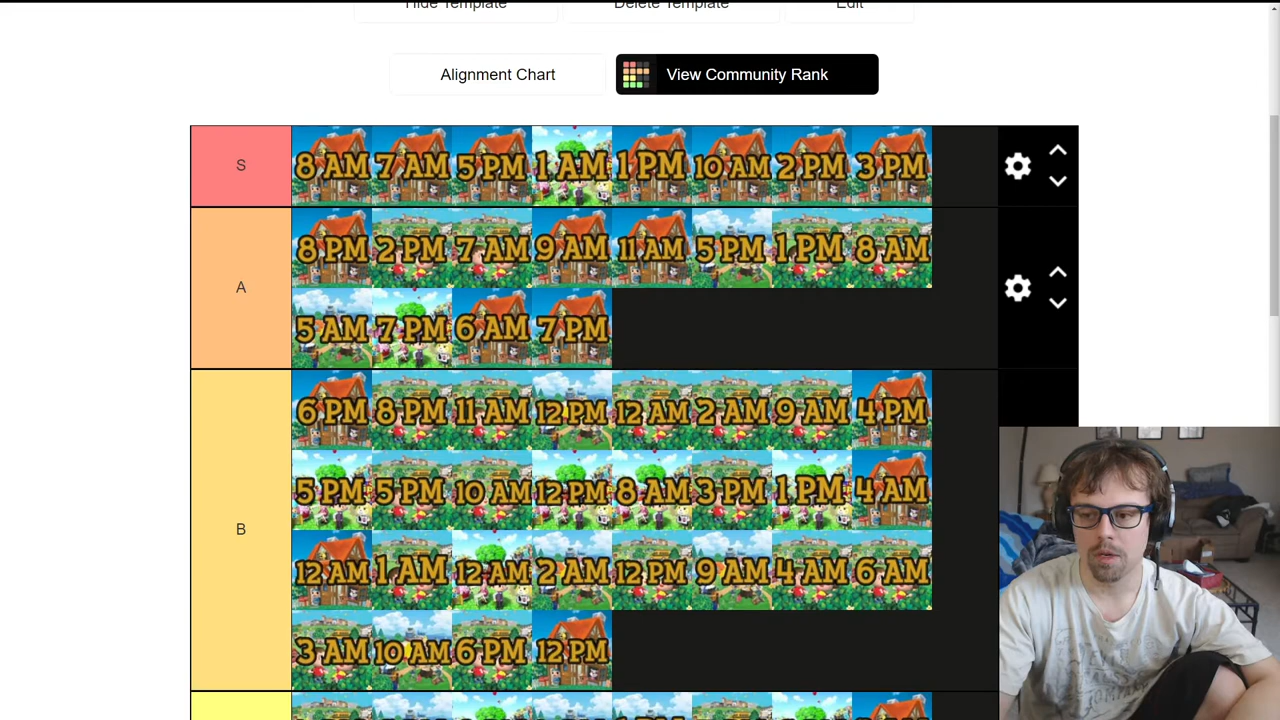 Hide Template Delete Template Edit
Alignment Chart View Community Rank
S
8 AM 7 AM 5 PM 1 AM 1 PM 10 AM 2 PM 3 PM
A
8 PM 2 PM 7 AM 9 AM 11 AM 5 PM 1 PM 8 AM
5 AM 7 PM 6 AM 7 PM
B
6 PM 8 PM 11 AM 12 PM 12 AM 2 AM 9 AM 4 PM
5 PM 5 PM 10 AM 12 PM 8 AM 3 PM 1 PM 4 AM
12 AM 1 AM 12 AM 2 AM 12 PM 9 AM 4 AM 6 AM
3 AM 10 AM 6 PM 12 PM